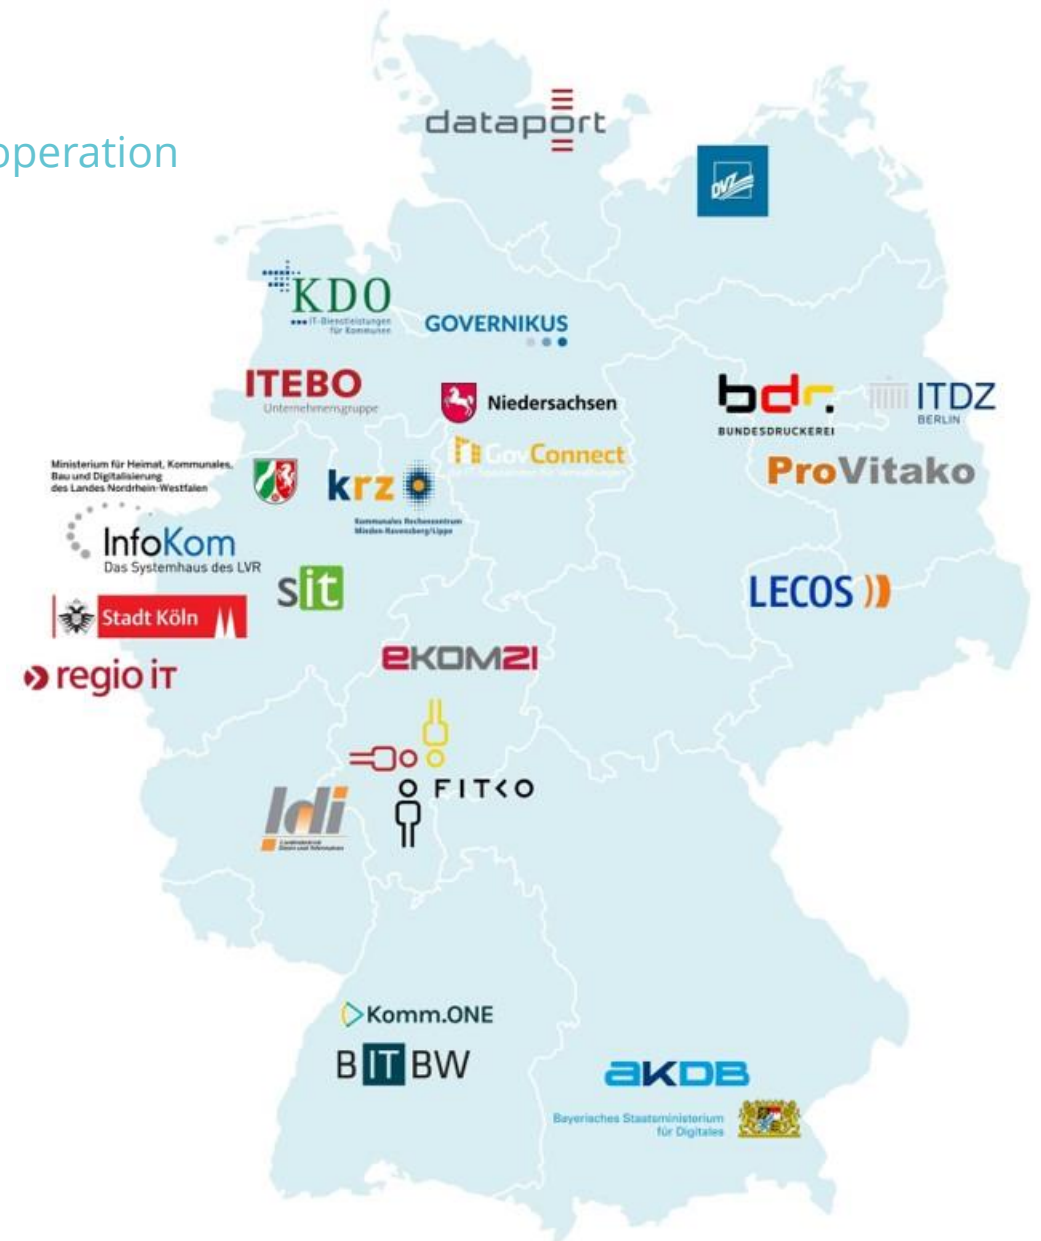 dataport
operation
DVZ
KDO
IT-Dienstleistungen
für Kommunen
GOVERNIKUS
ITEBO
Unternehmensgruppe
Niedersachsen
bdr.
BUNDESDRUCKEREI
ITDZ
BERLIN
GovConnect
ProVitako
Ministerium für Heimat, Kommunales,
Bau und Digitalisierung
des Landes Nordrhein-Westfalen
krz
Kommunales Rechenzentrum
Minden-Ravensberg/Lippe
InfoKom
Das Systemhaus des LVR
sit
LECOS
Stadt Köln
ekom21
regio iT
FITKO
ldi
Komm.ONE
BITBW
AKDB
Bayerisches Staatsministerium
für Digitales